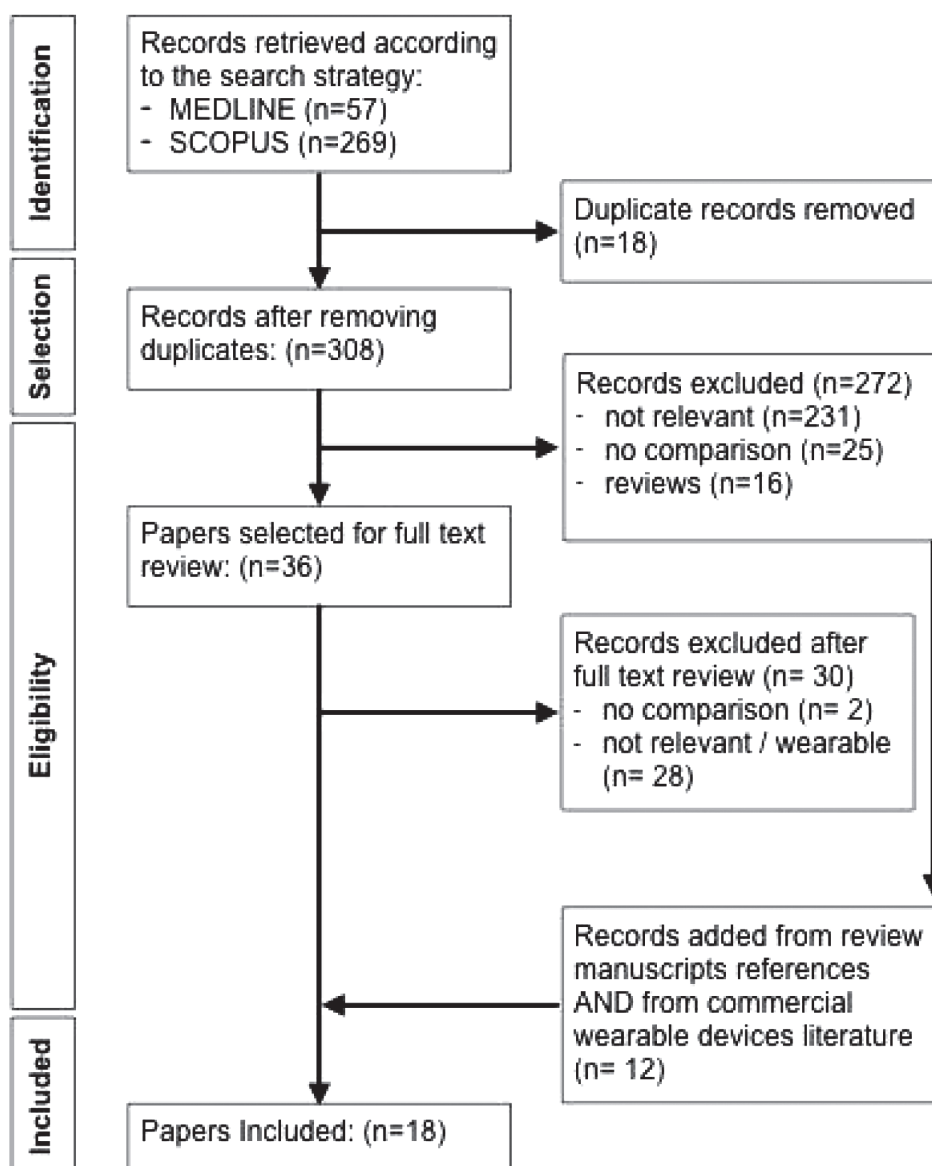 Identification
Records retrieved according
to the search strategy:
- MEDLINE (n=57)
- SCOPUS (n=269)
Duplicate records removed
(n=18)
Selection
Records after removing
duplicates: (n=308)
Records excluded (n=272)
- not relevant (n=231)
- no comparison (n=25)
- reviews (n=16)
Eligibility
Papers selected for full text
review: (n=36)
Records excluded after
full text review (n= 30)
- no comparison (n= 2)
- not relevant / wearable
(n= 28)
Records added from review
manuscripts references
AND from commercial
wearable devices literature
(n= 12)
Included
Papers Included: (n=18)